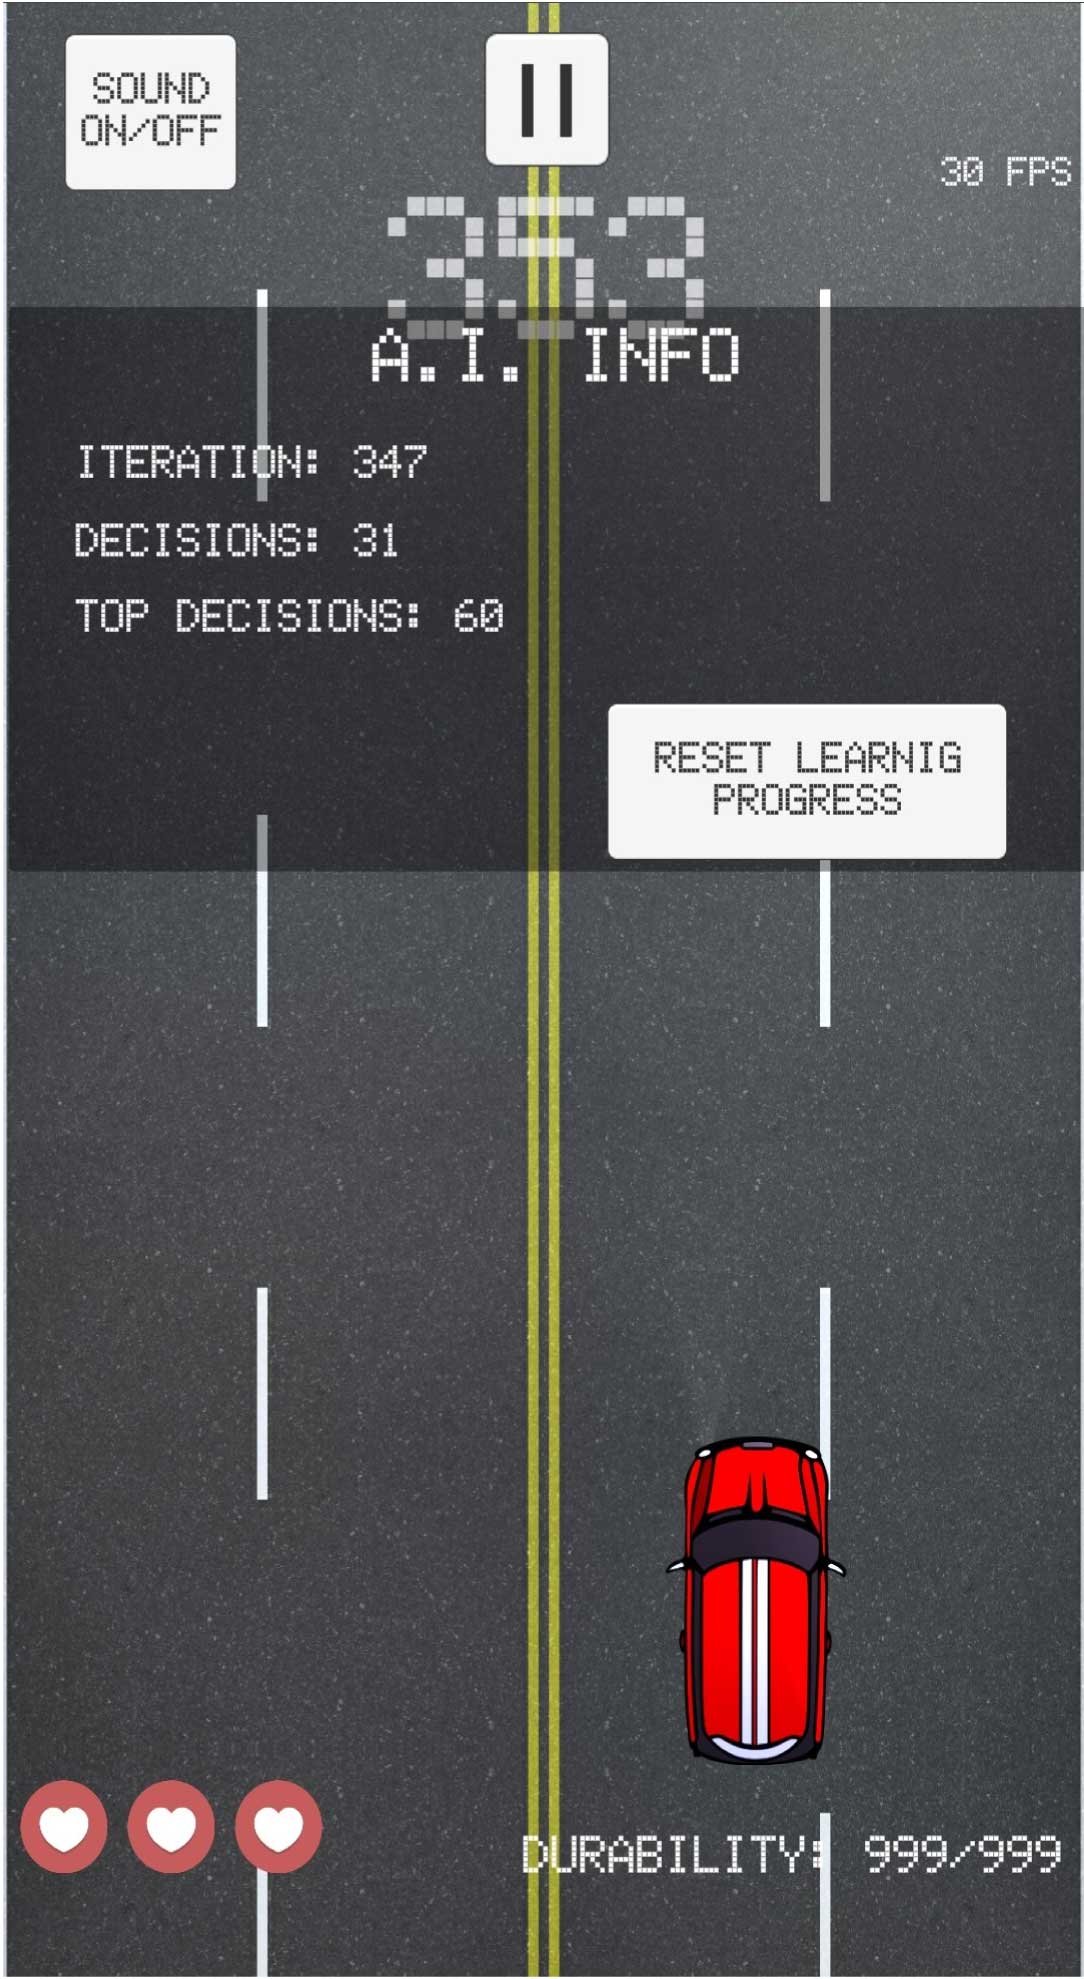 SOUND
ON/OFF
30 FPS
353
A.I. INFO
ITERATION: 347
DECISIONS: 31
TOP DECISIONS: 60
RESET LEARNIG
PROGRESS
DURABILITY: 999/999